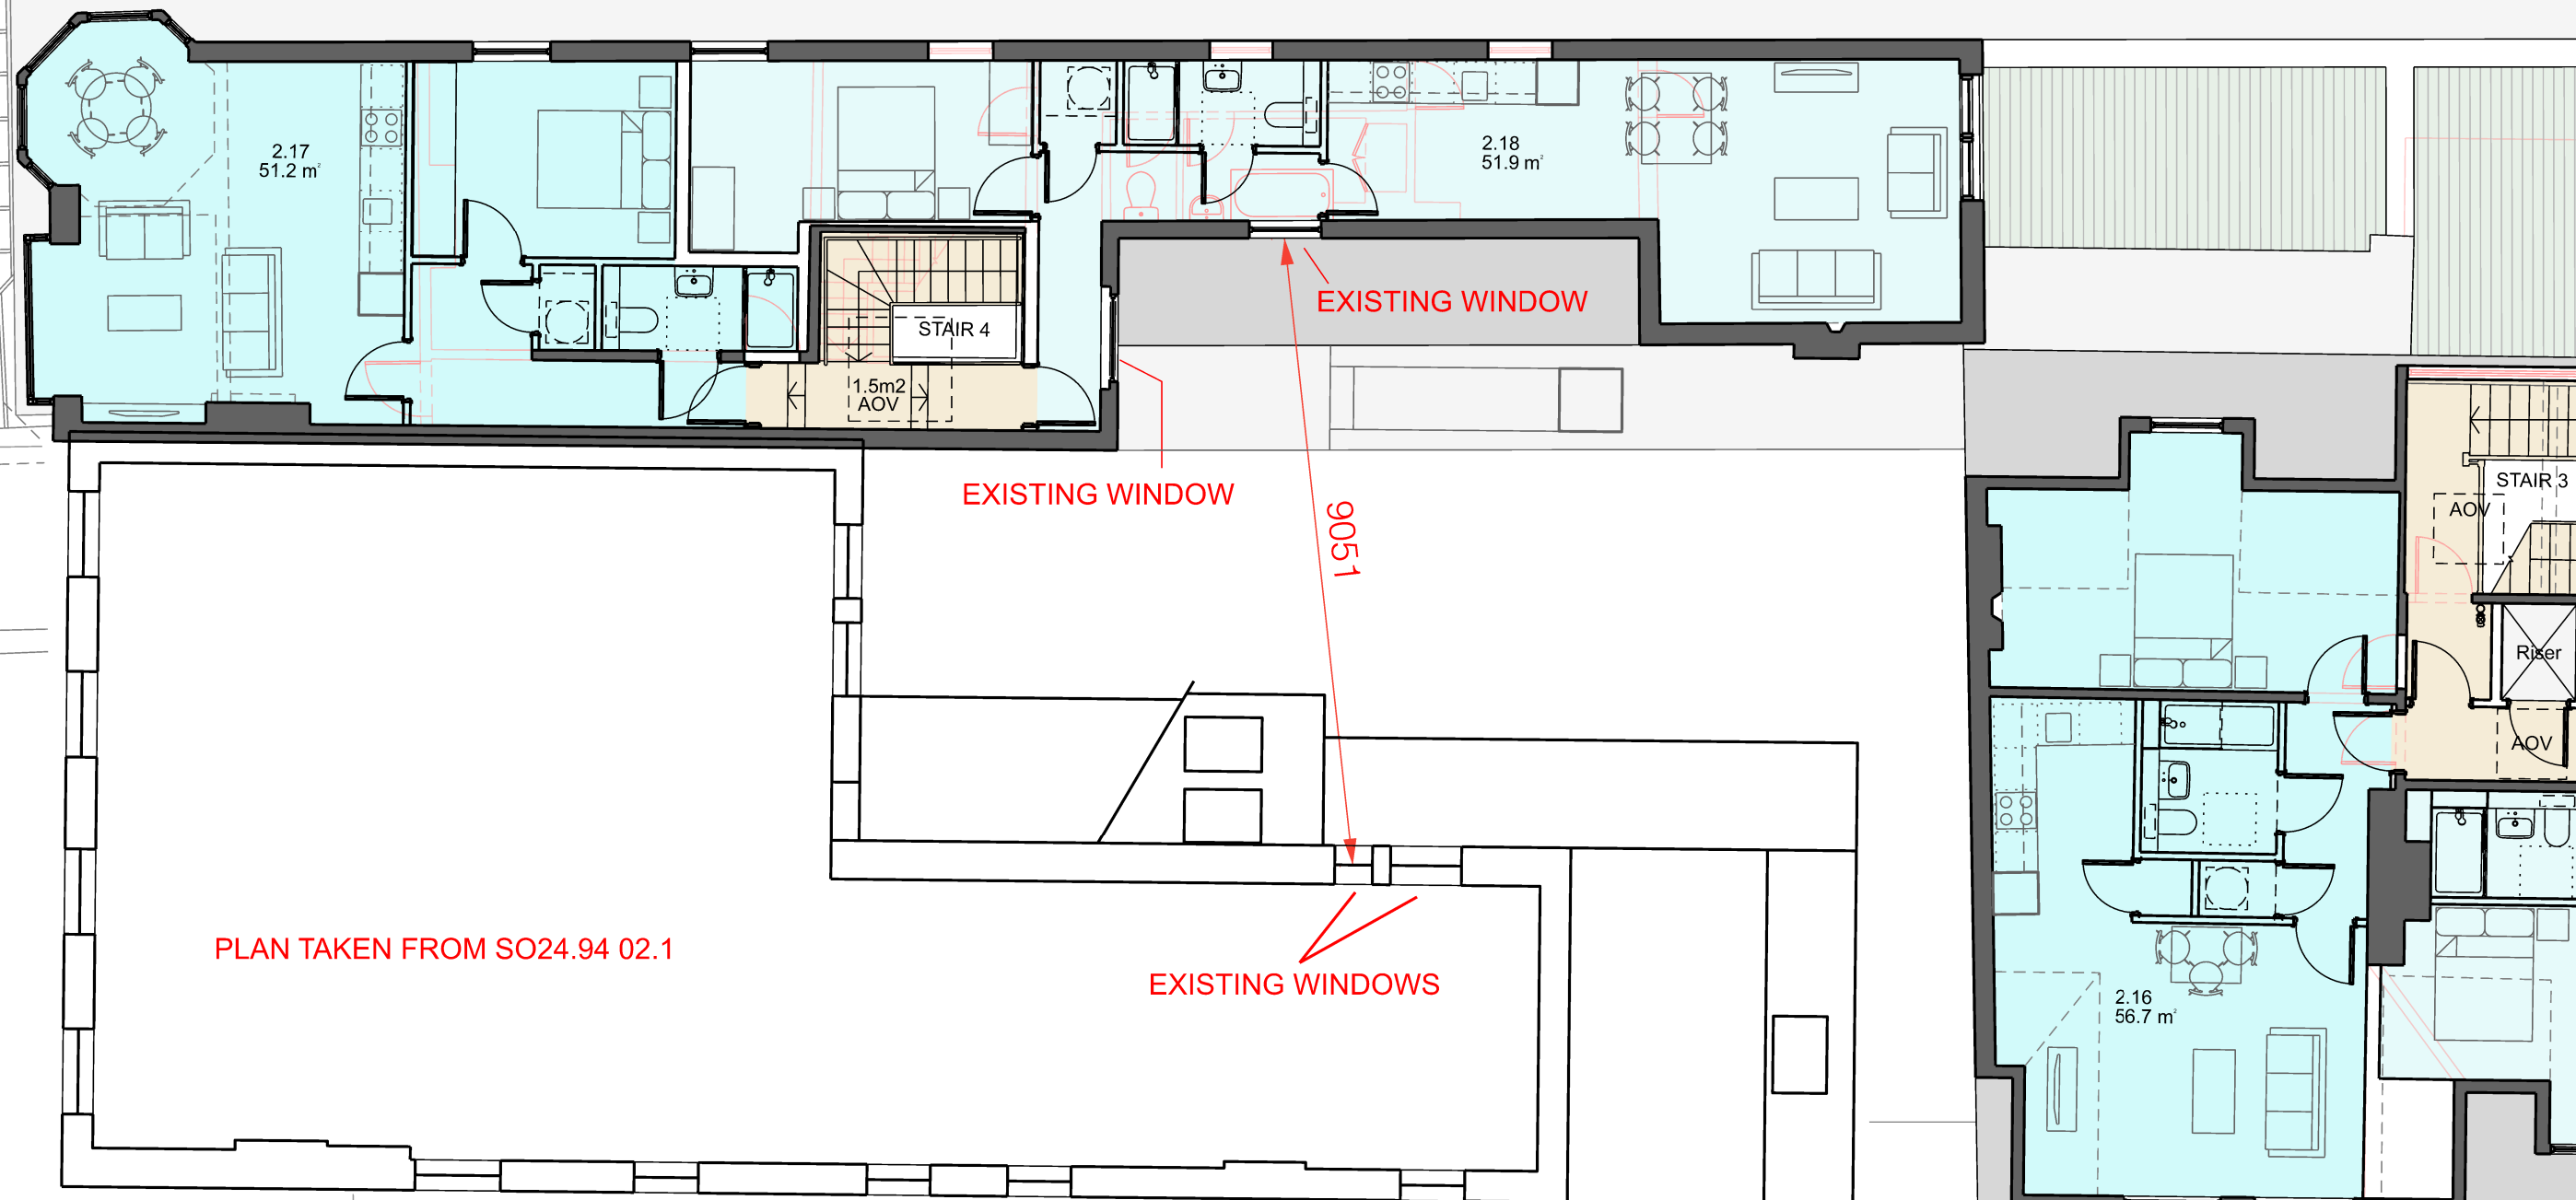 2.17
51.2 m²
2.18
51.9 m²
EXISTING WINDOW
STAIR 4
1.5m2
AOV
EXISTING WINDOW
9051
STAIR 3
AOV
Riser
AOV
PLAN TAKEN FROM SO24.94 02.1
EXISTING WINDOWS
2.16
56.7 m²